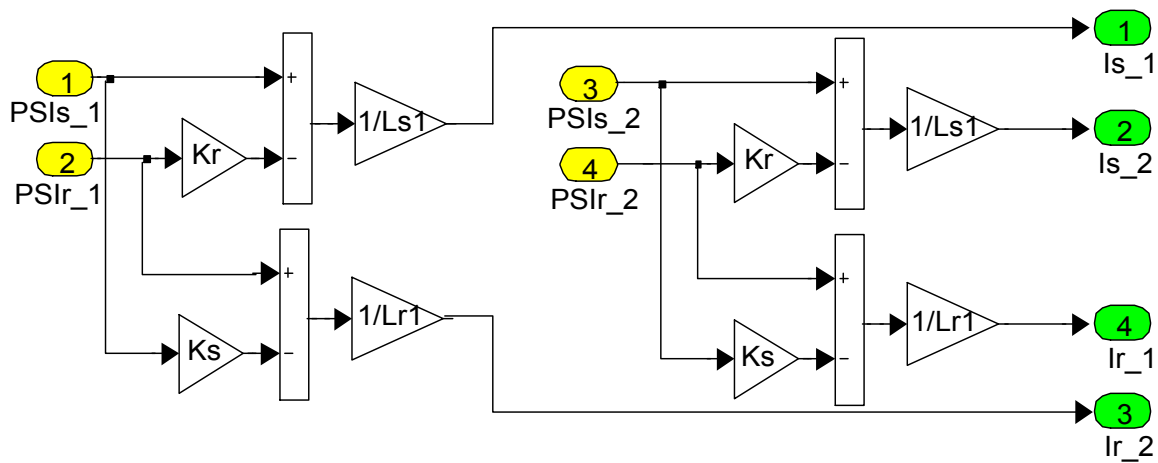 1
Is_1
1
PSIs_1
+
−
1/Ls1
Kr
2
PSIr_1
3
PSIs_2
+
−
1/Ls1
2
Is_2
Kr
4
PSIr_2
+
−
1/Lr1
Ks
+
−
1/Lr1
4
Ir_1
Ks
3
Ir_2